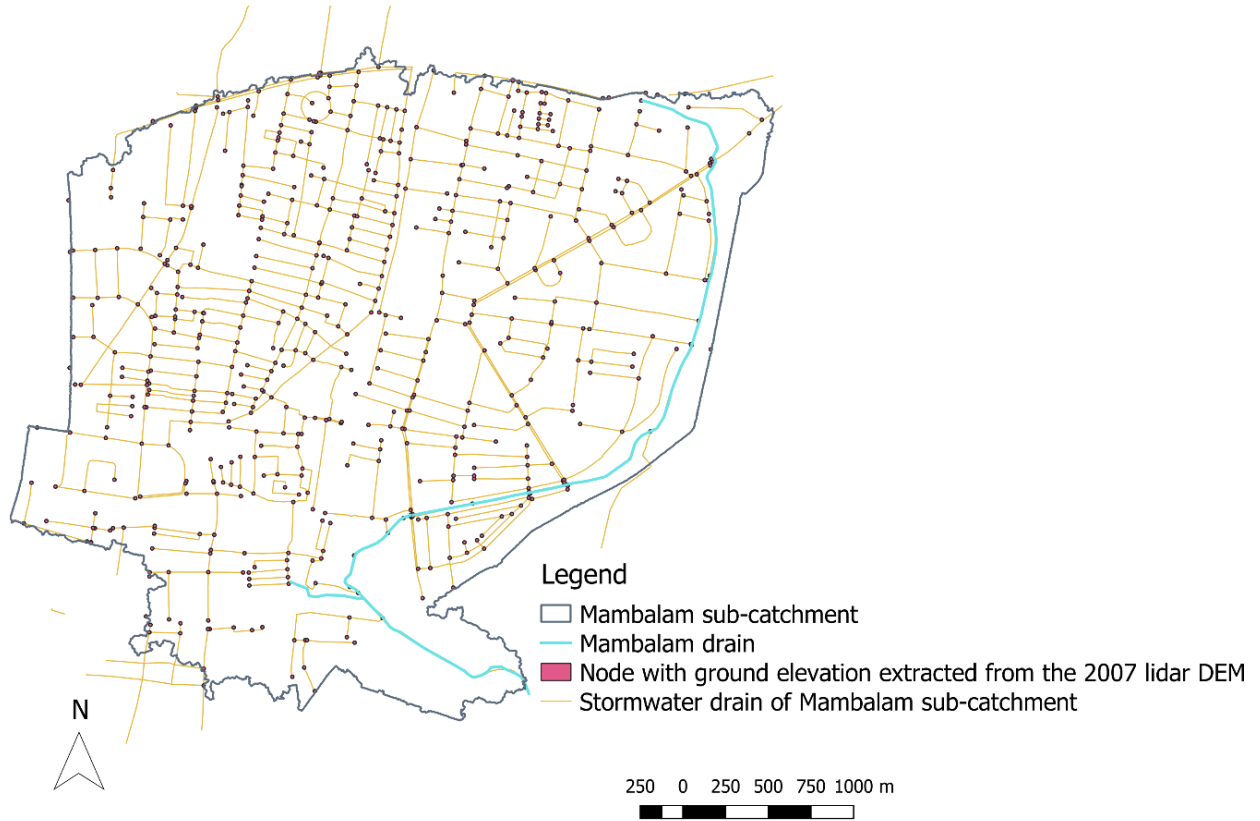 Legend
Mambalam sub-catchment
Mambalam drain
Node with ground elevation extracted from the 2007 lidar DEM
Stormwater drain of Mambalam sub-catchment
N
250 0 250 500 750 1000 m